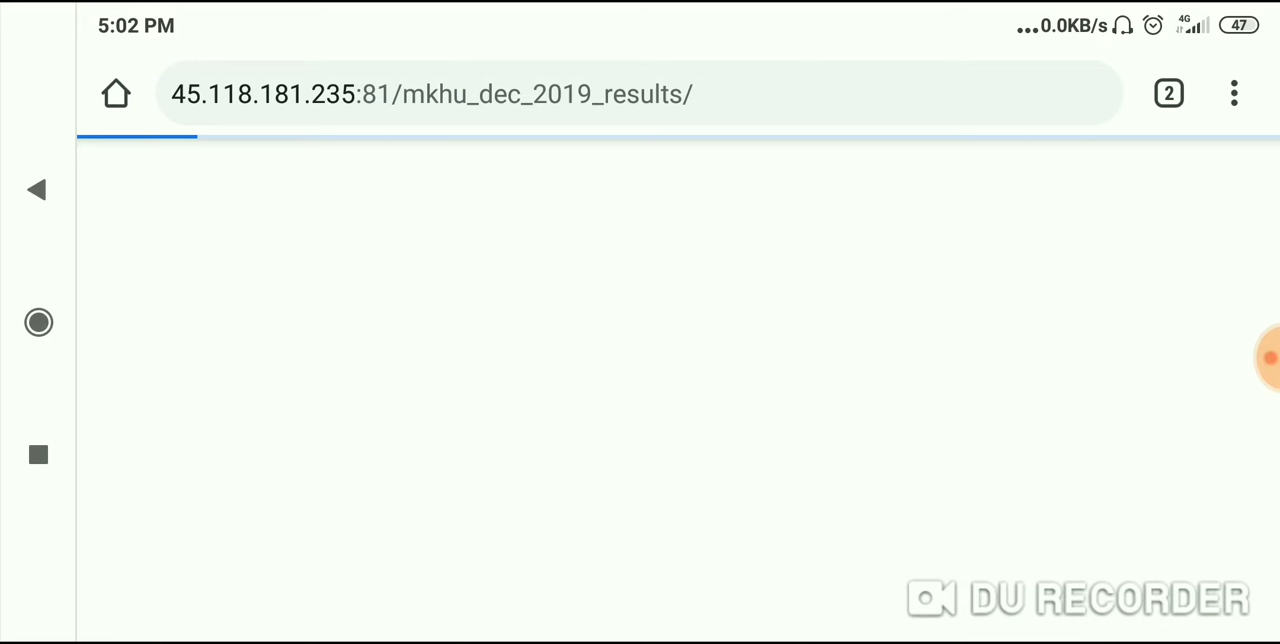 5:02 PM
...0.0KB/s 4G 47
45.118.181.235:81/mkhu_dec_2019_results/ 2
DU RECORDER